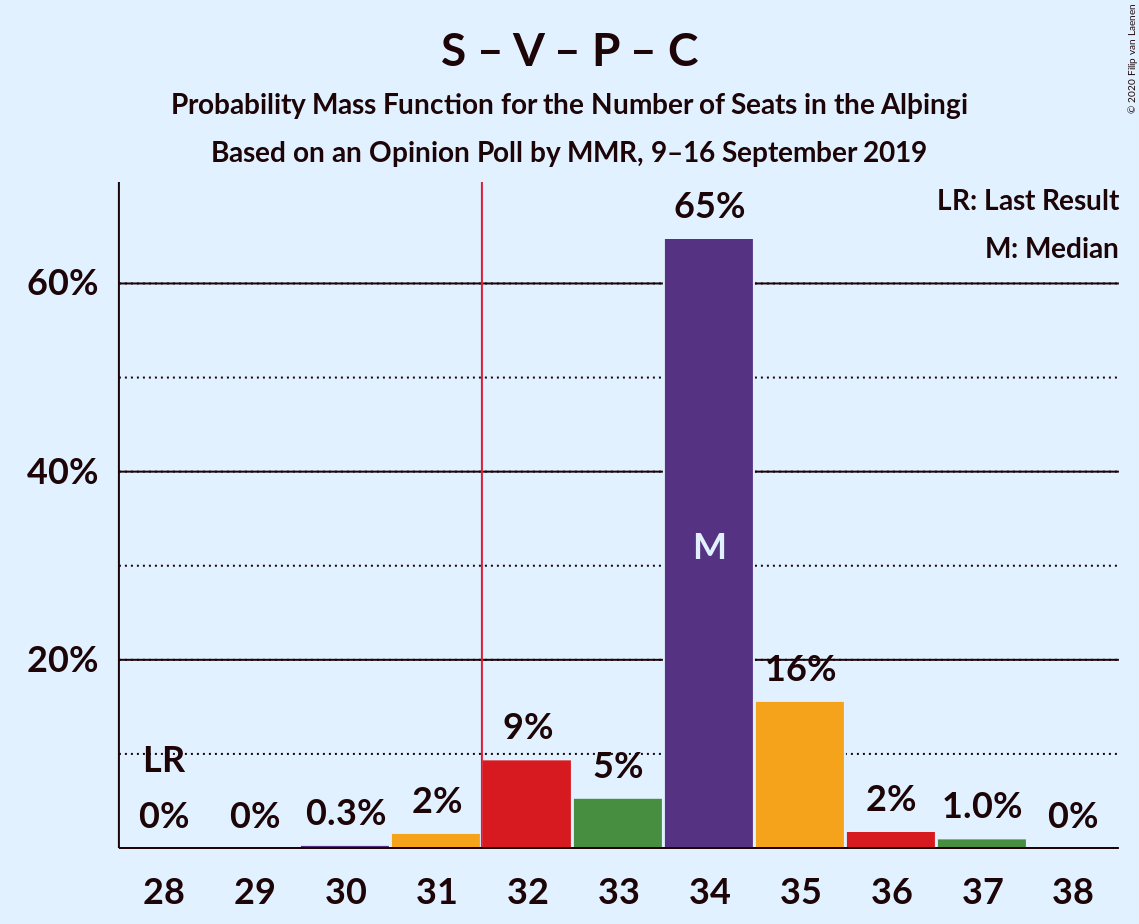 S – V – P – C
Probability Mass Function for the Number of Seats in the Alþingi
Based on an Opinion Poll by MMR, 9–16 September 2019
© 2020 Filip van Laenen
LR: Last Result
M: Median
65%
60%
40%
20%
M
16%
9%
5%
LR
0%
0%
0.3%
2%
2%
1.0%
0%
28 29 30 31 32 33 34 35 36 37 38